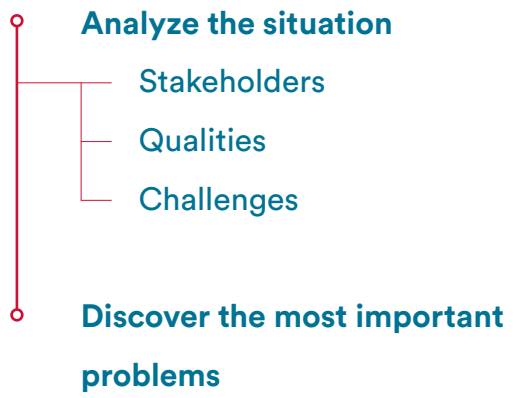 Analyze the situation
Stakeholders
Qualities
Challenges
Discover the most important
problems